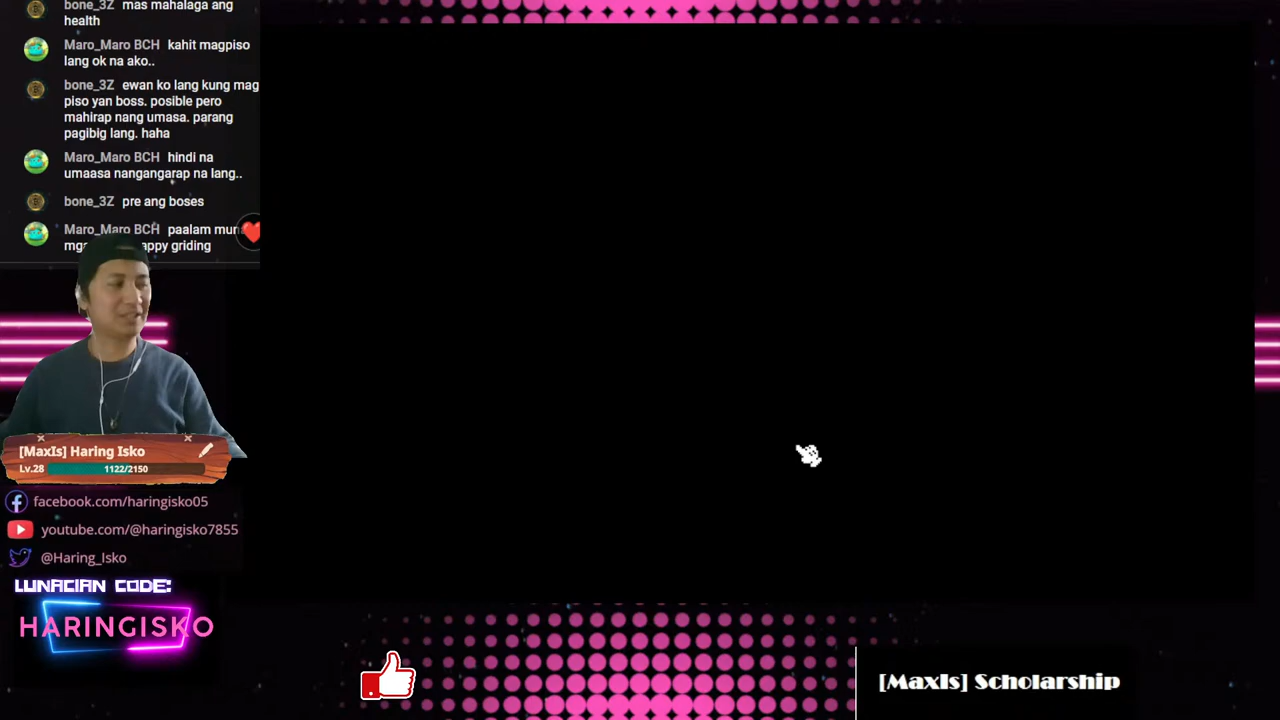 bone_3Z mas mahalaga ang
health
Maro_Maro BCH kahit magpiso
lang ok na ako..
bone_3Z ewan ko lang kung mag
piso yan boss. posible pero
mahirap nang umasa. parang
pagibig lang. haha
Maro_Maro BCH hindi na
umaasa nangangarap na lang..
bone_3Z pre ang boses
Maro_Maro BCH paalam
griding
[MaxIs] Haring Isko
Lv.28 1122/2150
facebook.com/haringisko05
youtube.com/@haringisko7855
@Haring_Isko
LUNACIAN CODE:
HARINGISKO
[MaxIs] Scholarship